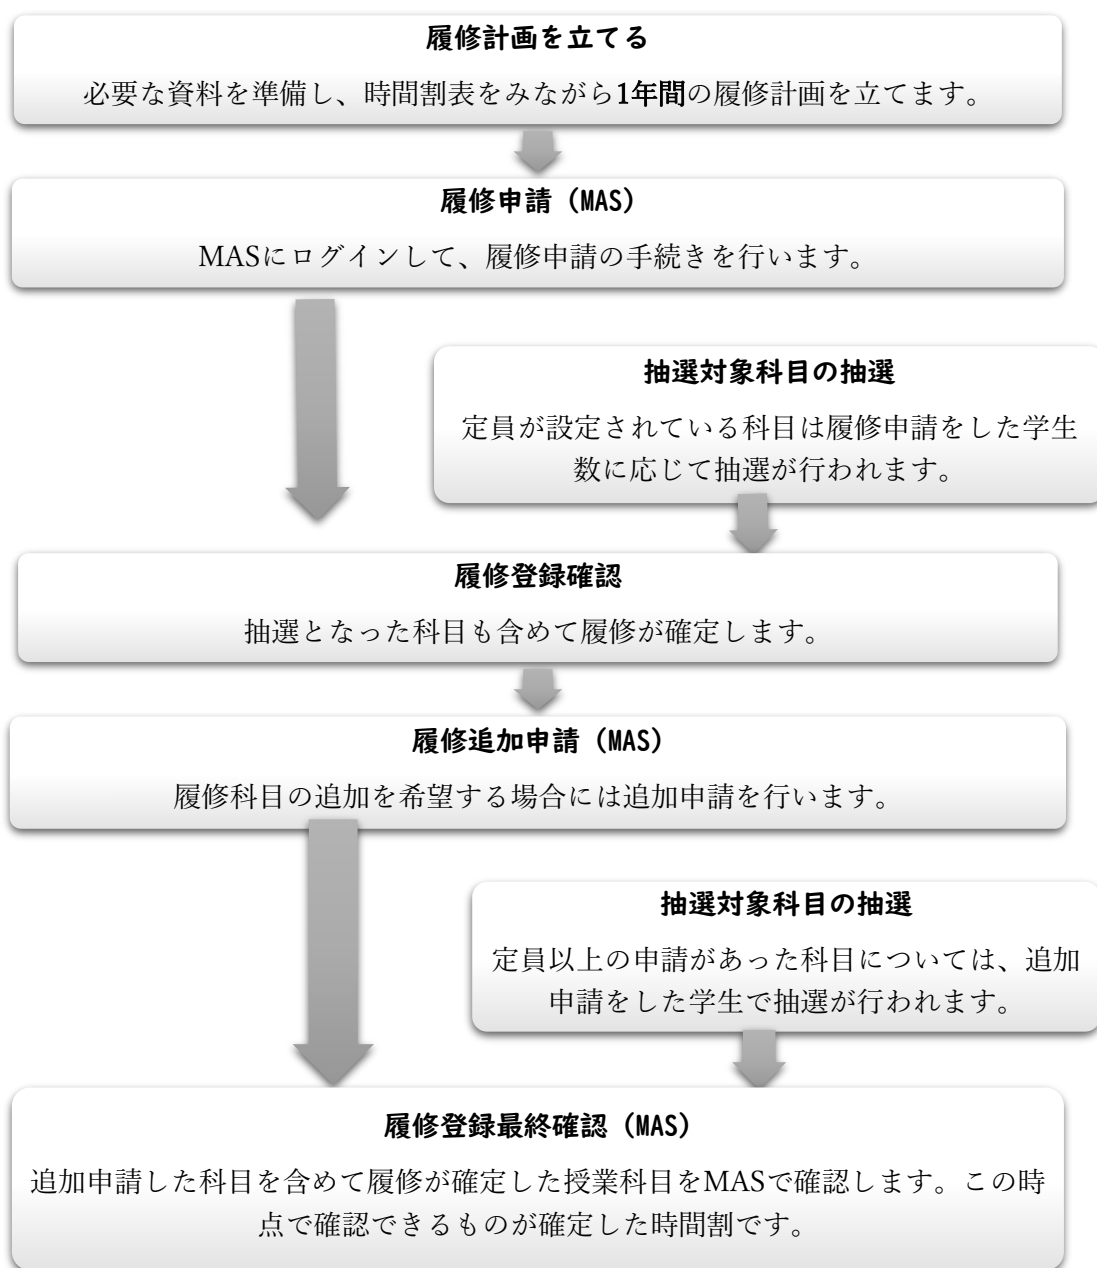 履修計画を立てる
必要な資料を準備し、時間割表をみながら1年間の履修計画を立てます。
履修申請（MAS）
MASにログインして、履修申請の手続きを行います。
抽選対象科目の抽選
定員が設定されている科目は履修申請をした学生
数に応じて抽選が行われます。
履修登録確認
抽選となった科目も含めて履修が確定します。
履修追加申請（MAS）
履修科目の追加を希望する場合には追加申請を行います。
抽選対象科目の抽選
定員以上の申請があった科目については、追加
申請をした学生で抽選が行われます。
履修登録最終確認（MAS）
追加申請した科目を含めて履修が確定した授業科目をMASで確認します。この時
点で確認できるものが確定した時間割です。